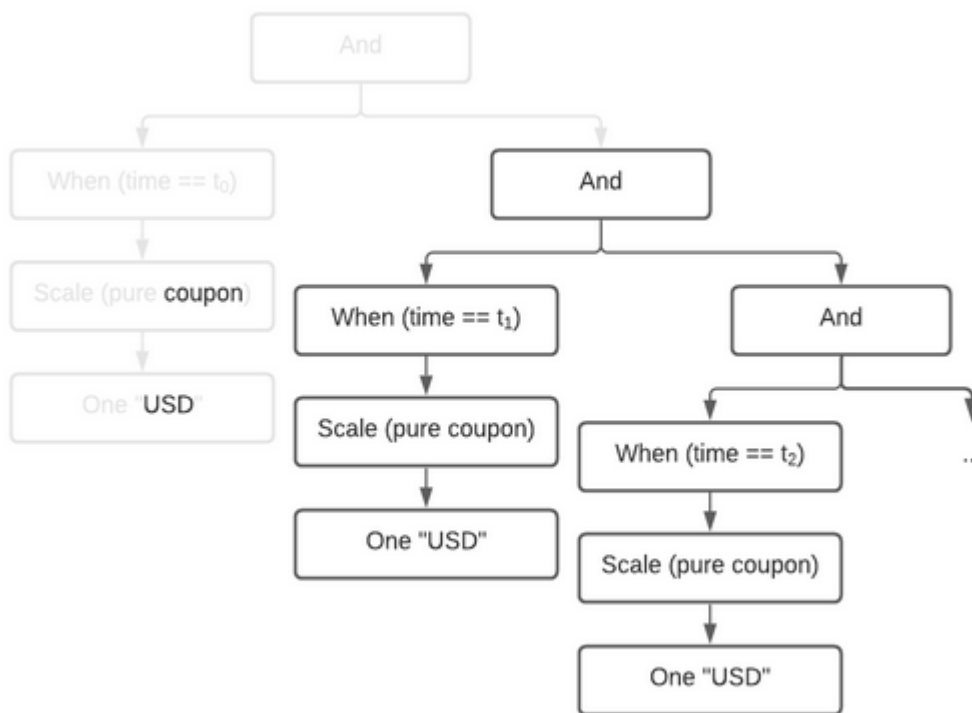 And
When (time == t₀)
And
Scale (pure coupon)
When (time == t₁)
And
One "USD"
Scale (pure coupon)
When (time == t₂)
..
One "USD"
Scale (pure coupon)
One "USD"